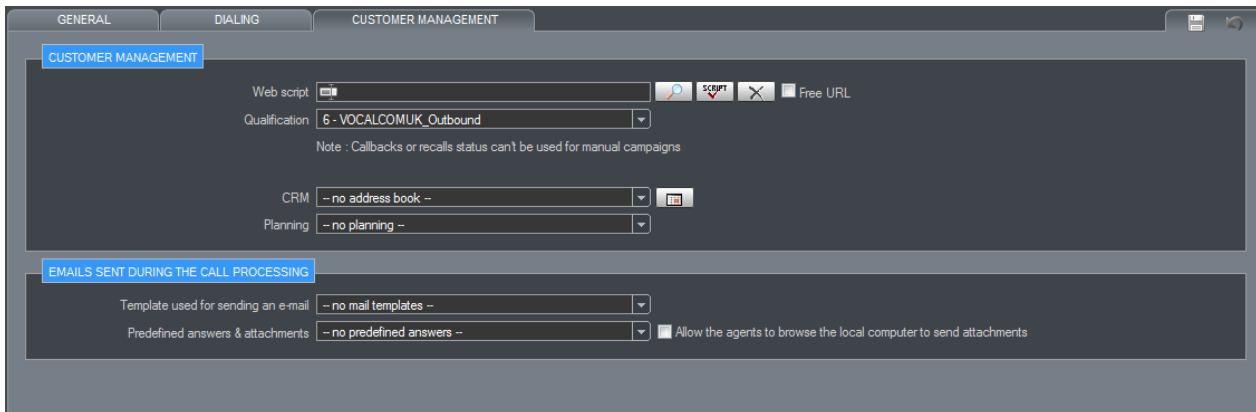 GENERAL DIALING CUSTOMER MANAGEMENT
CUSTOMER MANAGEMENT
Web script SCRIPT Free URL
Qualification 6 - VOCALCOMUK_Outbound
Note : Callbacks or recalls status can't be used for manual campaigns
CRM -- no address book --
Planning -- no planning --
EMAILS SENT DURING THE CALL PROCESSING
Template used for sending an e-mail -- no mail templates --
Predefined answers & attachments -- no predefined answers -- Allow the agents to browse the local computer to send attachments